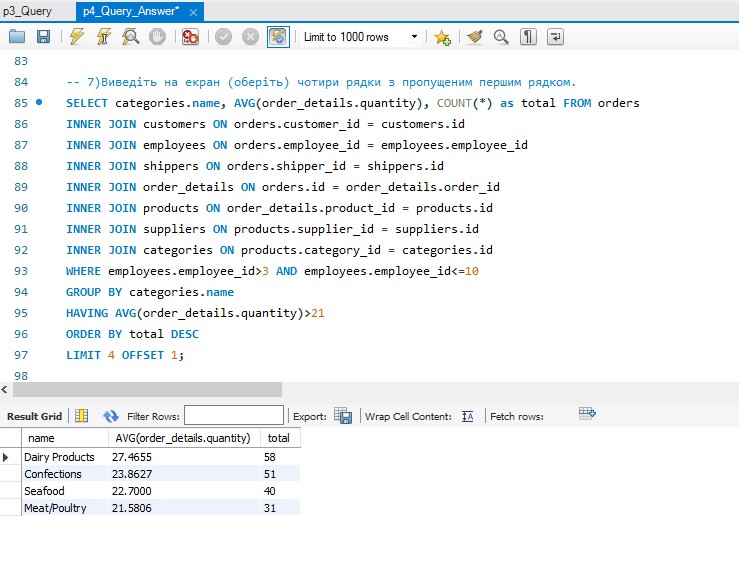 p3_Query
p4_Query_Answer*
Limit to 1000 rows
83
84 -- 7)Виведіть на екран (оберіть) чотири рядки з пропущеним першим рядком.
85 SELECT categories.name, AVG(order_details.quantity), COUNT(*) as total FROM orders
86 INNER JOIN customers ON orders.customer_id = customers.id
87 INNER JOIN employees ON orders.employee_id = employees.employee_id
88 INNER JOIN shippers ON orders.shipper_id = shippers.id
89 INNER JOIN order_details ON orders.id = order_details.order_id
90 INNER JOIN products ON order_details.product_id = products.id
91 INNER JOIN suppliers ON products.supplier_id = suppliers.id
92 INNER JOIN categories ON products.category_id = categories.id
93 WHERE employees.employee_id>3 AND employees.employee_id<=10
94 GROUP BY categories.name
95 HAVING AVG(order_details.quantity)>21
96 ORDER BY total DESC
97 LIMIT 4 OFFSET 1;
98
Result Grid Filter Rows: Export: Wrap Cell Content: IA Fetch rows:
name AVG(order_details.quantity) total
Dairy Products 27.4655 58
Confections 23.8627 51
Seafood 22.7000 40
Meat/Poultry 21.5806 31